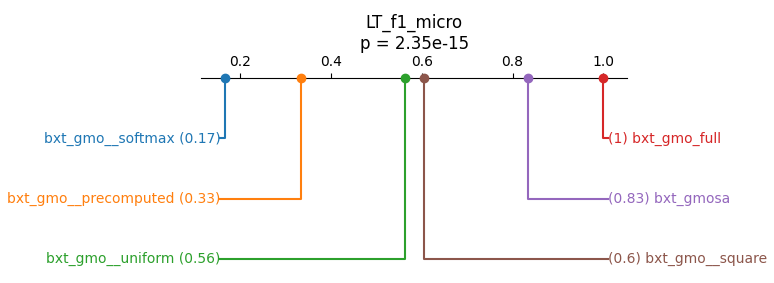 LT_f1_micro
p = 2.35e-15
0.2 0.4 0.6 0.8 1.0
bxt_gmo__softmax (0.17)
(1) bxt_gmo_full
bxt_gmo__precomputed (0.33)
(0.83) bxt_gmosa
bxt_gmo__uniform (0.56)
(0.6) bxt_gmo__square